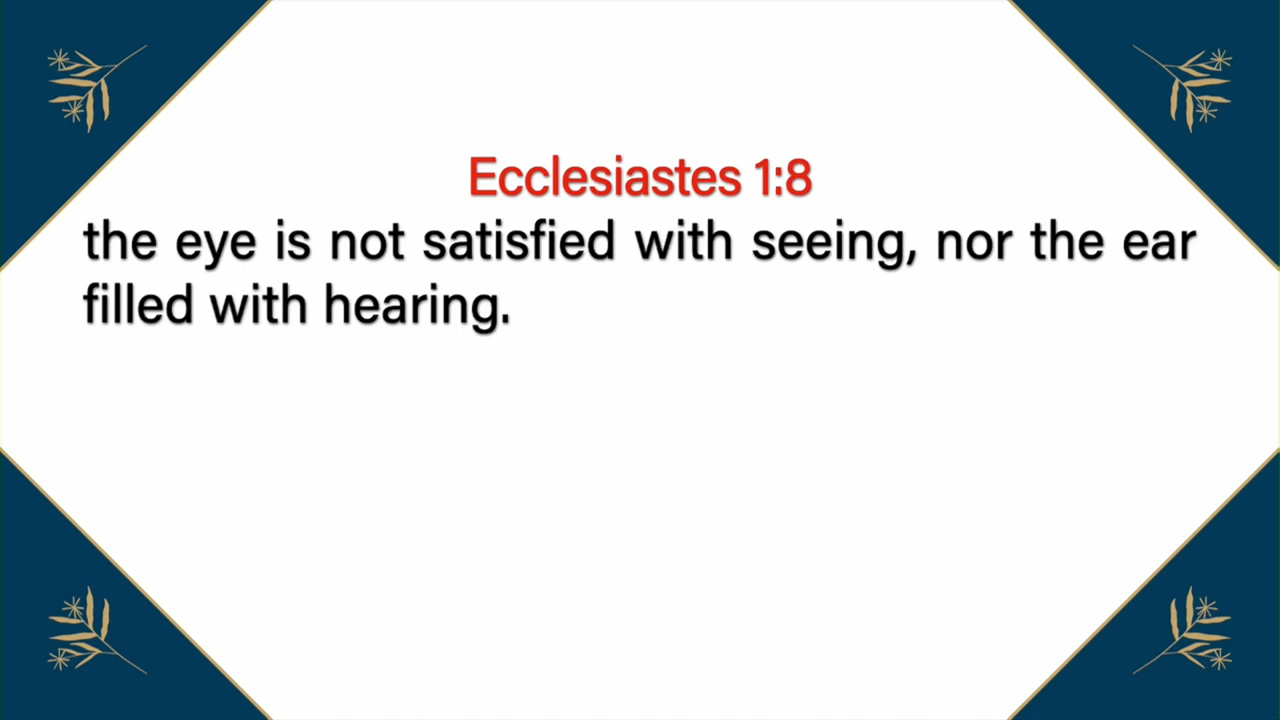 Ecclesiastes 1:8
the eye is not satisfied with seeing, nor the ear
filled with hearing.